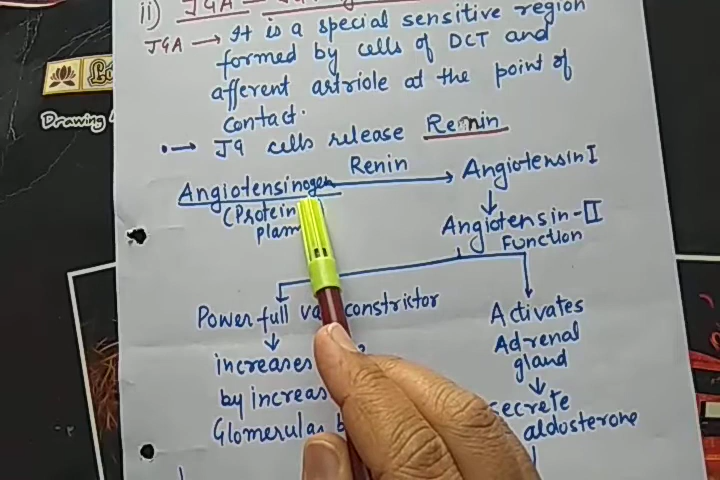 ii) JGA
JGA → It is a special sensitive region
formed by cells of DCT and
afferent artriole at the point of
contact.
•→ JG cells release Renin
Angiotensinogen Renin → Angiotensin I
(Protein
↓
Angiotensin-II
Function
Powerfull constrictor
↓
increases
by increas
Glomerular
Activates
Adrenal
gland
↓
secrete
aldosterone
Drawing